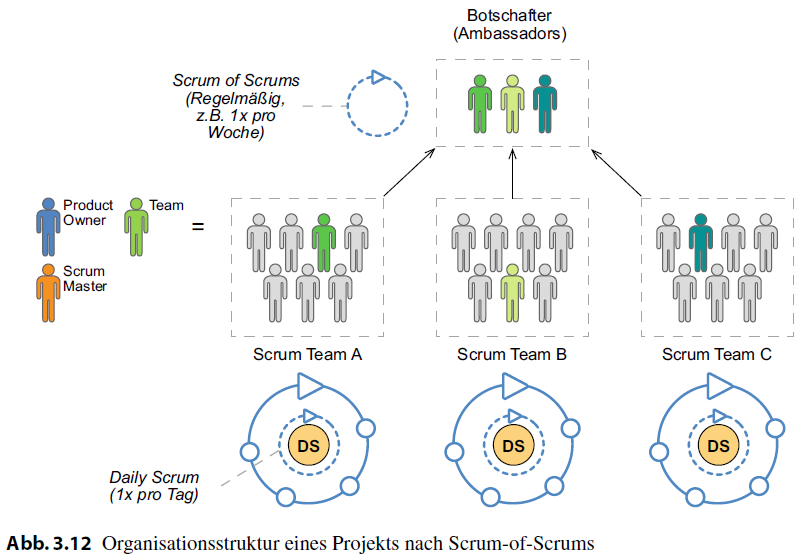 Botschafter
(Ambassadors)
Scrum of Scrums
(Regelmäßig,
z.B. 1x pro
Woche)
Product
Owner
Team
=
Scrum
Master
Scrum Team A
Scrum Team B
Scrum Team C
DS
DS
DS
Daily Scrum
(1x pro Tag)
Abb. 3.12 Organisationsstruktur eines Projekts nach Scrum-of-Scrums